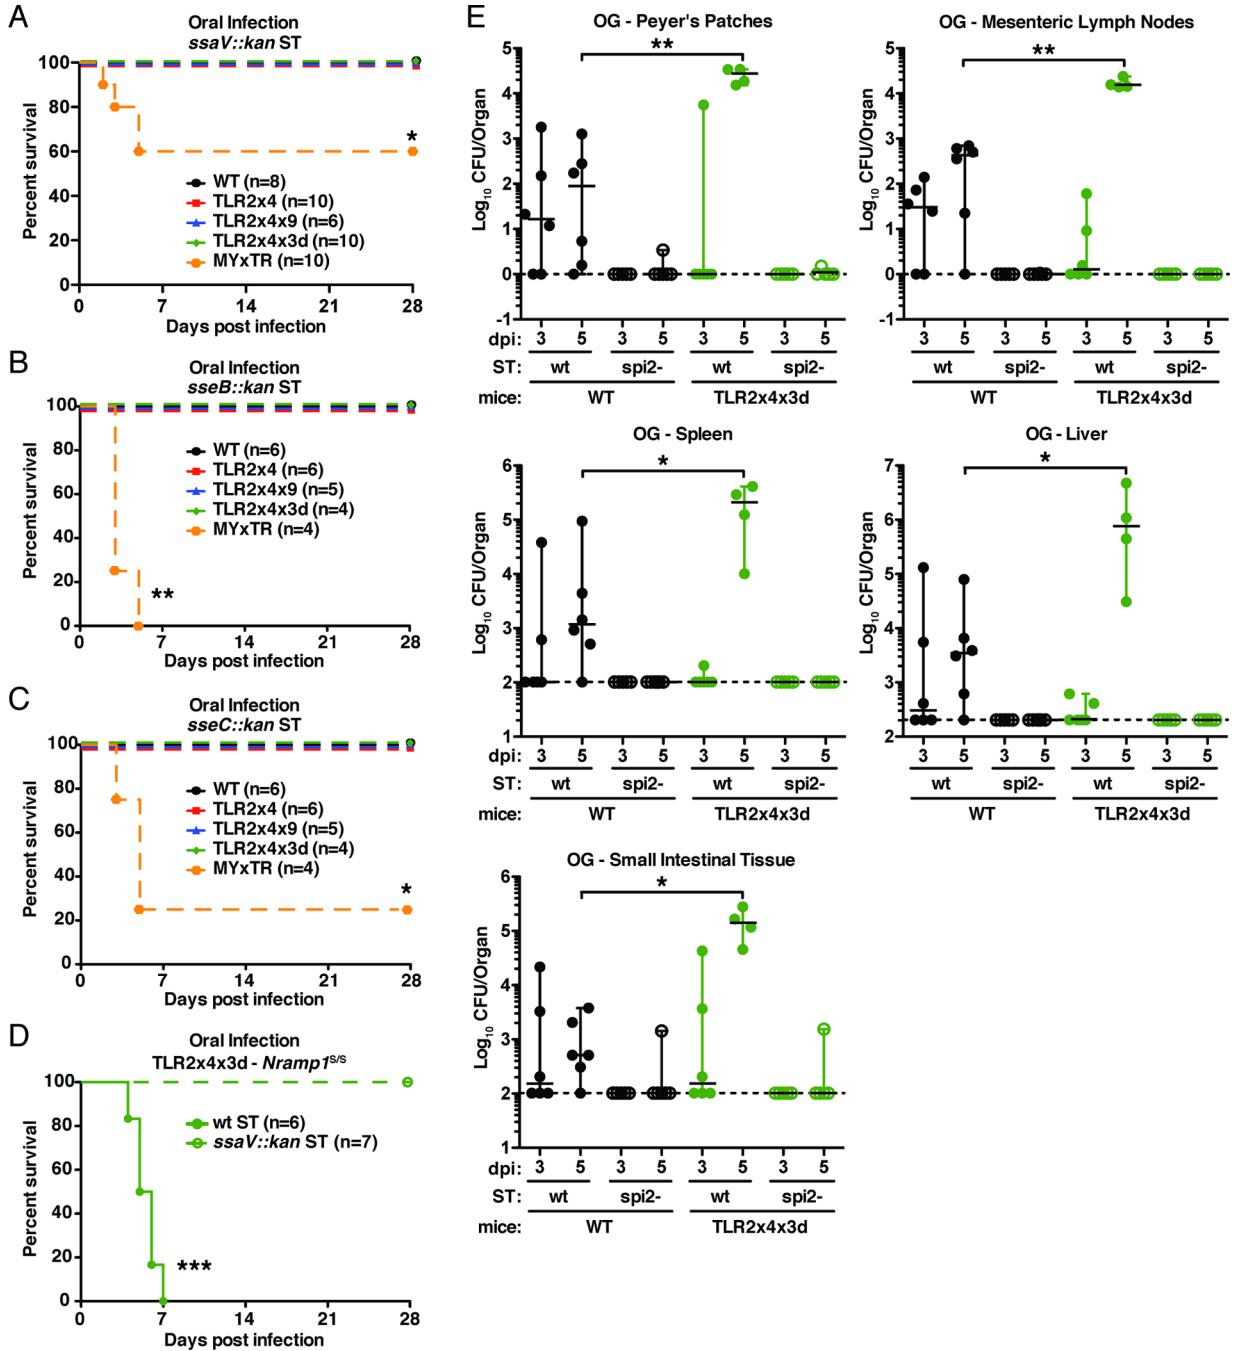 A
Oral Infection
ssaV::kan ST
Percent survival
100
80
60
40
20
0
*
WT (n=8)
TLR2x4 (n=10)
TLR2x4x9 (n=6)
TLR2x4x3d (n=10)
MYxTR (n=10)
0 7 14 21 28
Days post infection
B
Oral Infection
sseB::kan ST
Percent survival
100
80
60
40
20
0
WT (n=6)
TLR2x4 (n=6)
TLR2x4x9 (n=5)
TLR2x4x3d (n=4)
MYxTR (n=4)
**
0 7 14 21 28
Days post infection
C
Oral Infection
sseC::kan ST
Percent survival
100
80
60
40
20
0
WT (n=6)
TLR2x4 (n=6)
TLR2x4x9 (n=5)
TLR2x4x3d (n=4)
MYxTR (n=4)
*
0 7 14 21 28
Days post infection
D
Oral Infection
TLR2x4x3d - Nramp1S/S
Percent survival
100
80
60
40
20
0
wt ST (n=6)
ssaV::kan ST (n=7)
***
0 7 14 21 28
Days post infection
E
OG - Peyer's Patches
**
Log10 CFU/Organ
5
4
3
2
1
0
-1
dpi: 3 5 3 5 3 5 3 5
ST: wt spi2- wt spi2-
mice: WT TLR2x4x3d
OG - Mesenteric Lymph Nodes
**
Log10 CFU/Organ
5
4
3
2
1
0
-1
3 5 3 5 3 5 3 5
wt spi2- wt spi2-
WT TLR2x4x3d
OG - Spleen
*
Log10 CFU/Organ
6
5
4
3
2
1
dpi: 3 5 3 5 3 5 3 5
ST: wt spi2- wt spi2-
mice: WT TLR2x4x3d
OG - Liver
*
Log10 CFU/Organ
7
6
5
4
3
2
3 5 3 5 3 5 3 5
wt spi2- wt spi2-
WT TLR2x4x3d
OG - Small Intestinal Tissue
*
Log10 CFU/Organ
6
5
4
3
2
1
dpi: 3 5 3 5 3 5 3 5
ST: wt spi2- wt spi2-
mice: WT TLR2x4x3d